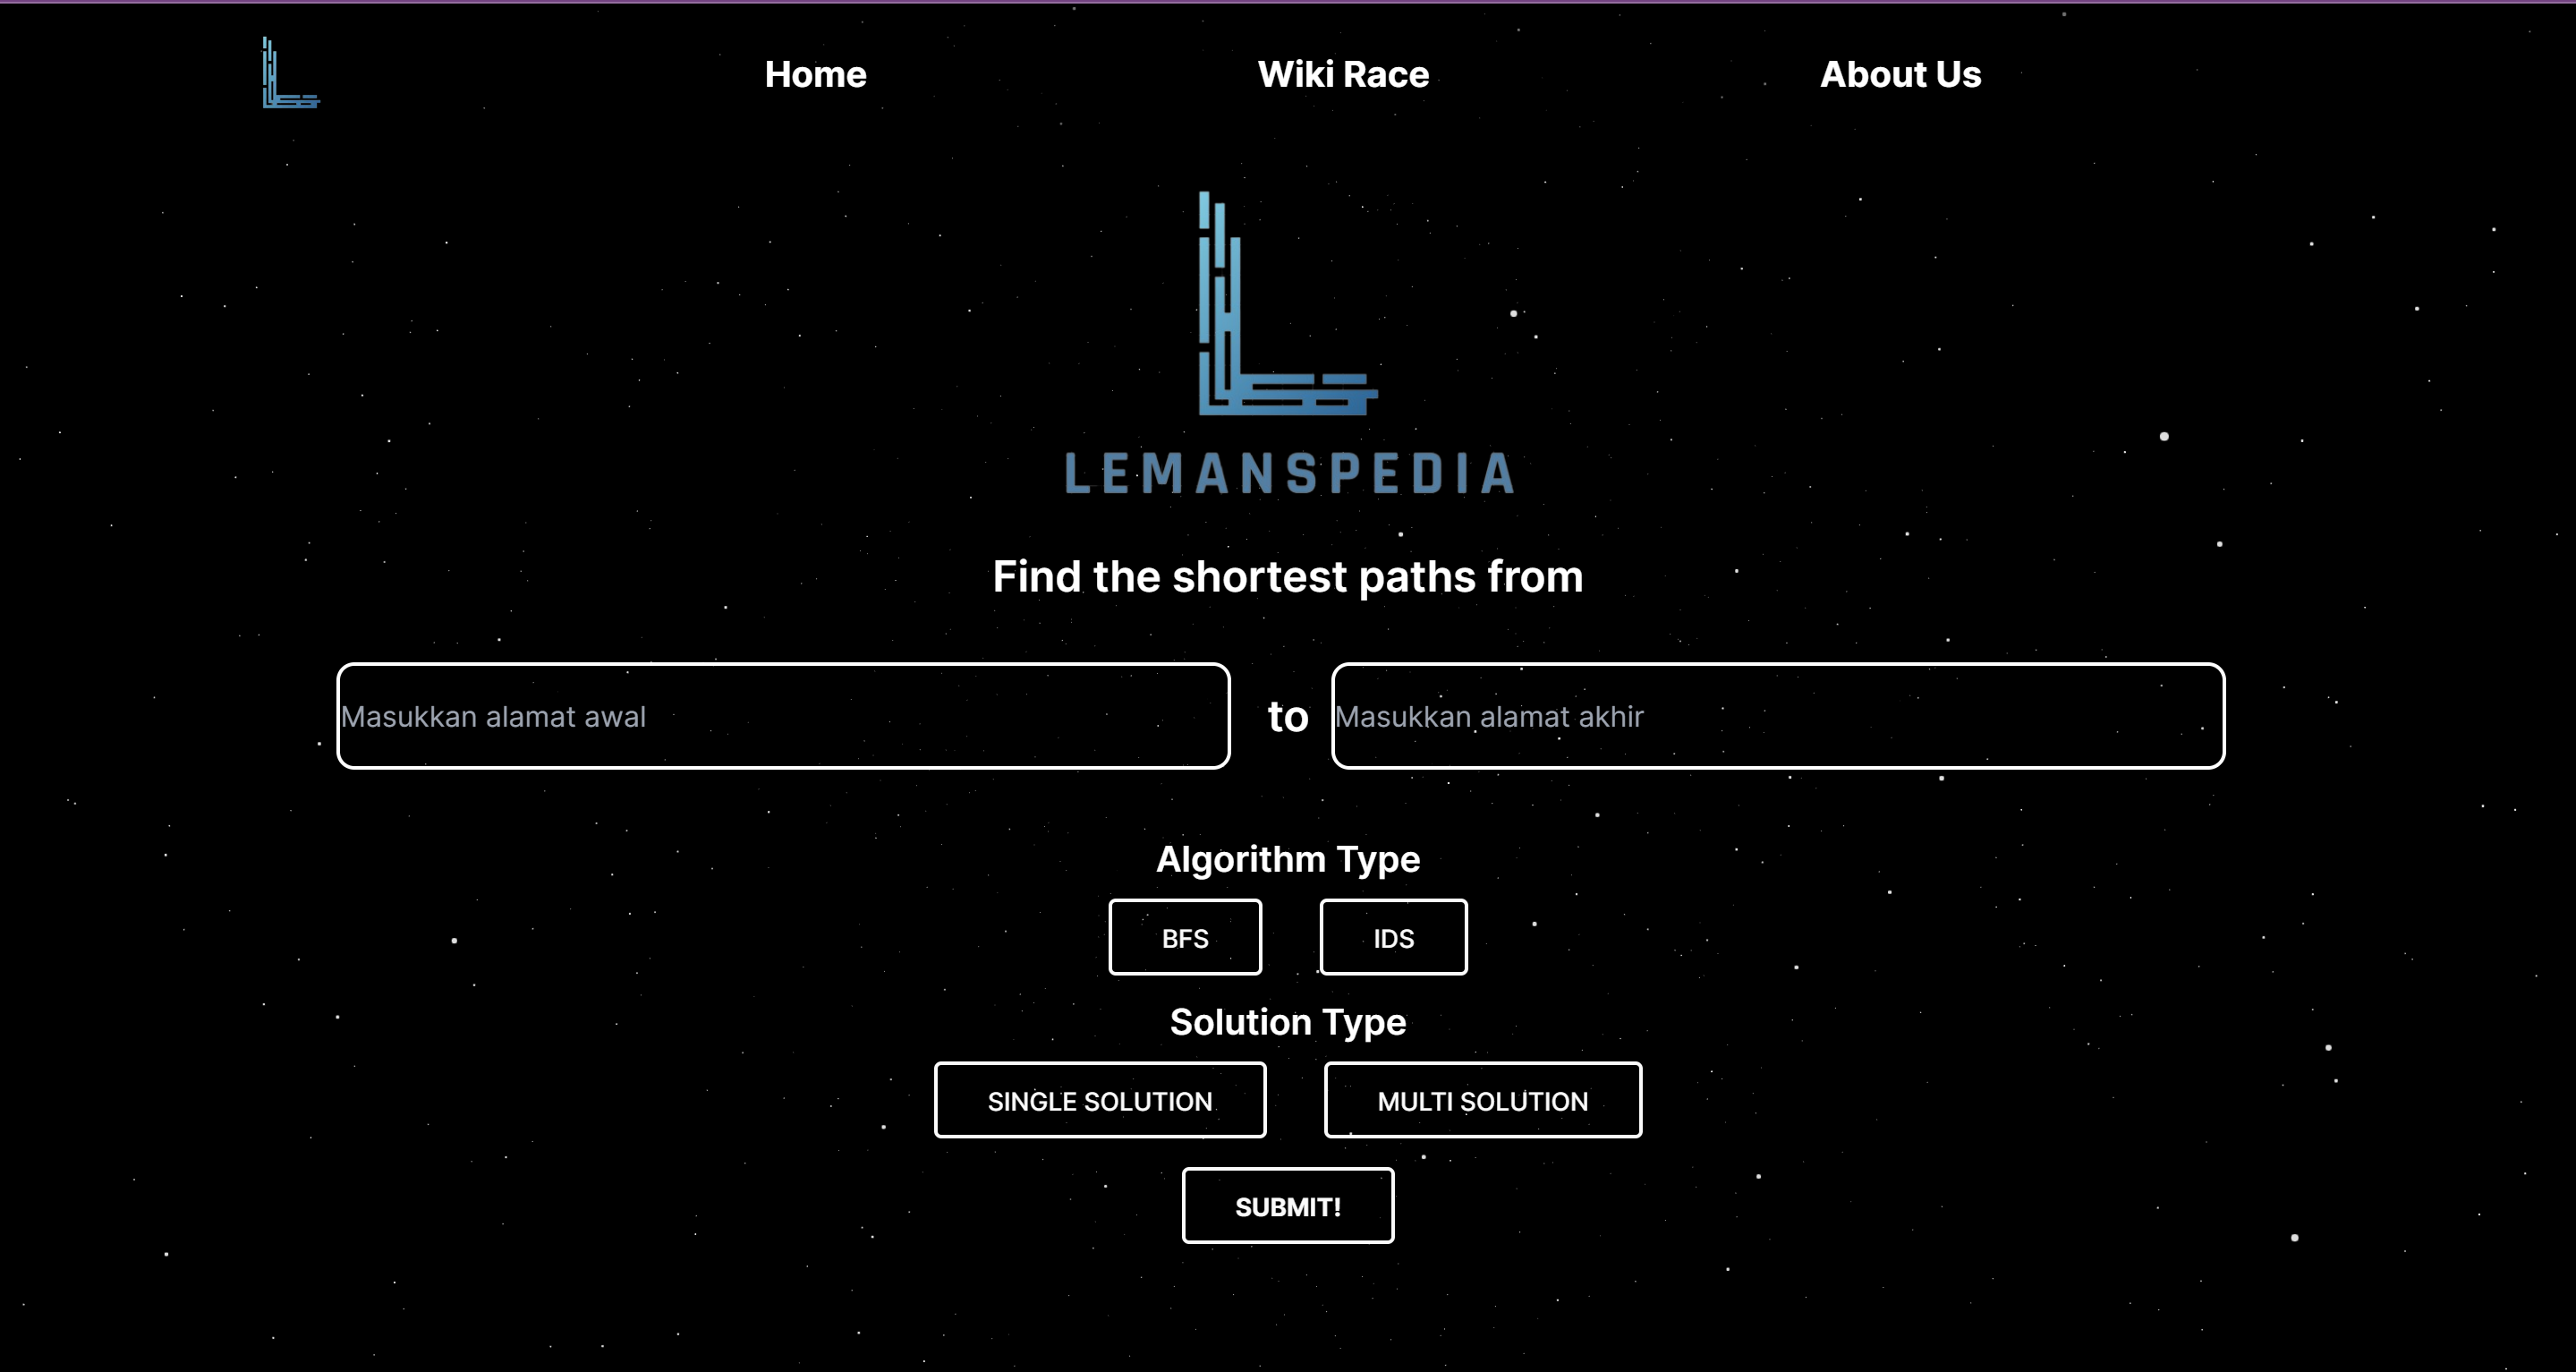 Home Wiki Race About Us
LEMANSPEDIA
Find the shortest paths from
Masukkan alamat awal to Masukkan alamat akhir
Algorithm Type
BFS IDS
Solution Type
SINGLE SOLUTION MULTI SOLUTION
SUBMIT!